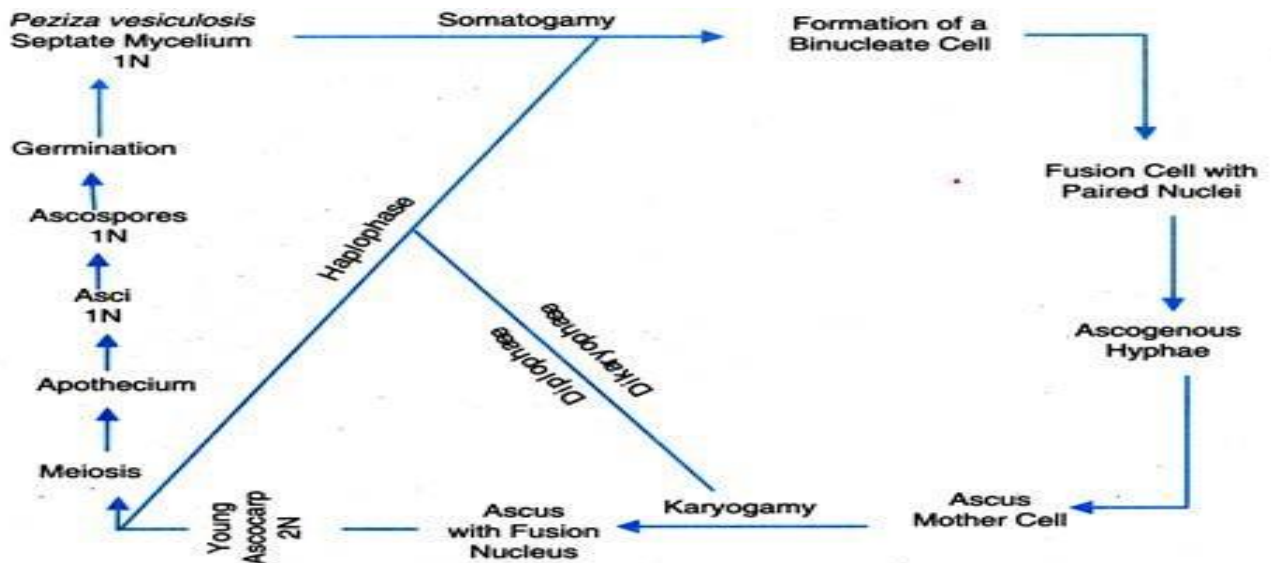 Peziza vesiculosis
Septate Mycelium
1N
Somatogamy
Formation of a
Binucleate Cell
Fusion Cell with
Paired Nuclei
Ascogenous
Hyphae
Ascus
Mother Cell
Karyogamy
Ascus
with Fusion
Nucleus
Young
Ascocarp
2N
Meiosis
Apothecium
Asci
1N
Ascospores
1N
Germination
Haplophase
Diplophase
Dikaryophase